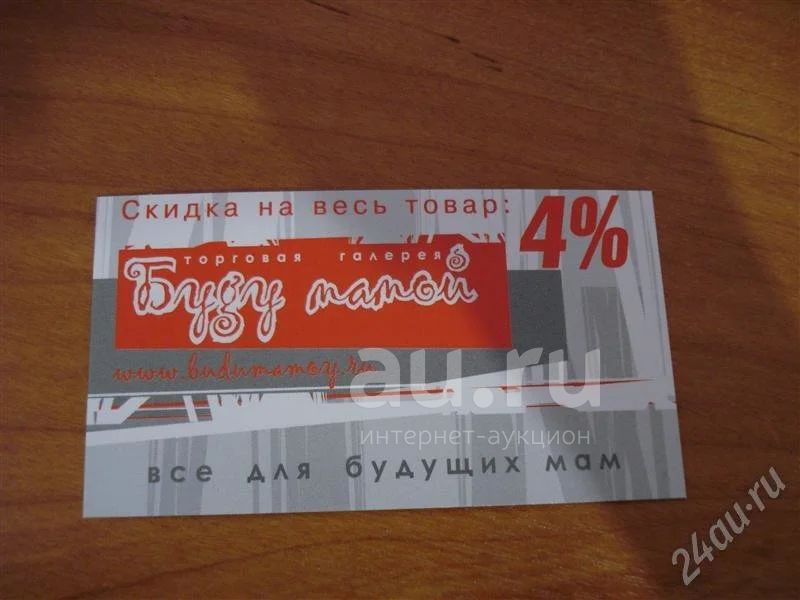 Скидка на весь товар: 4%
торговая галерея
Буду мамой
www.budumamoy.ru
все для будущих мам
au.ru
интернет-аукцион
24au.ru